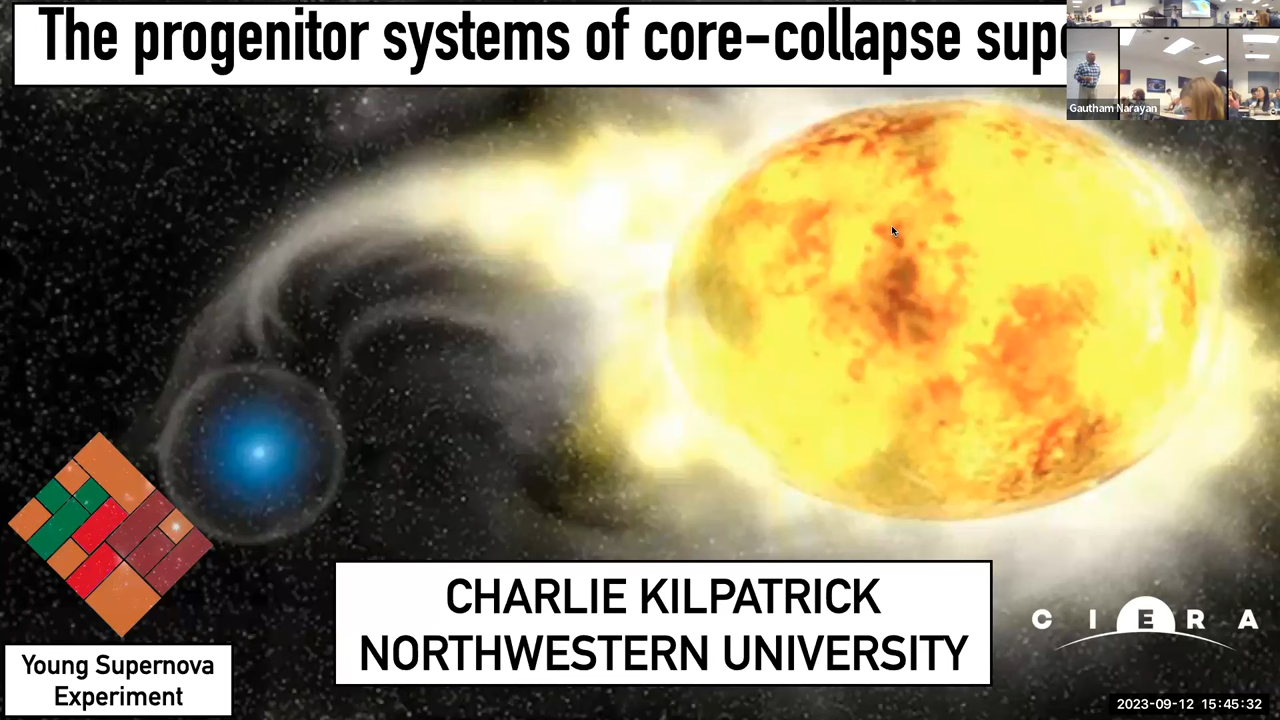 The progenitor systems of core-collapse
Gautham Narayan
CHARLIE KILPATRICK
NORTHWESTERN UNIVERSITY
CIERA
Young Supernova
Experiment
2023-09-12 15:45:32